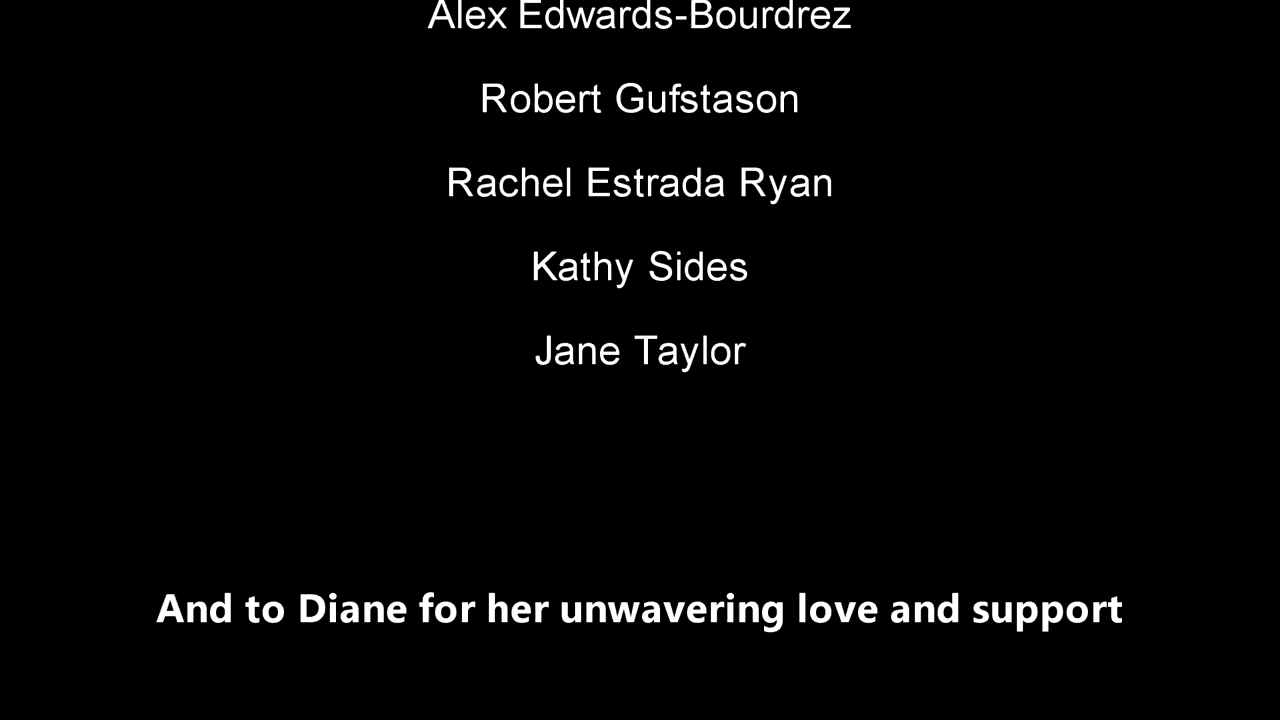 Alex Edwards-Bourdrez
Robert Gufstason
Rachel Estrada Ryan
Kathy Sides
Jane Taylor
And to Diane for her unwavering love and support